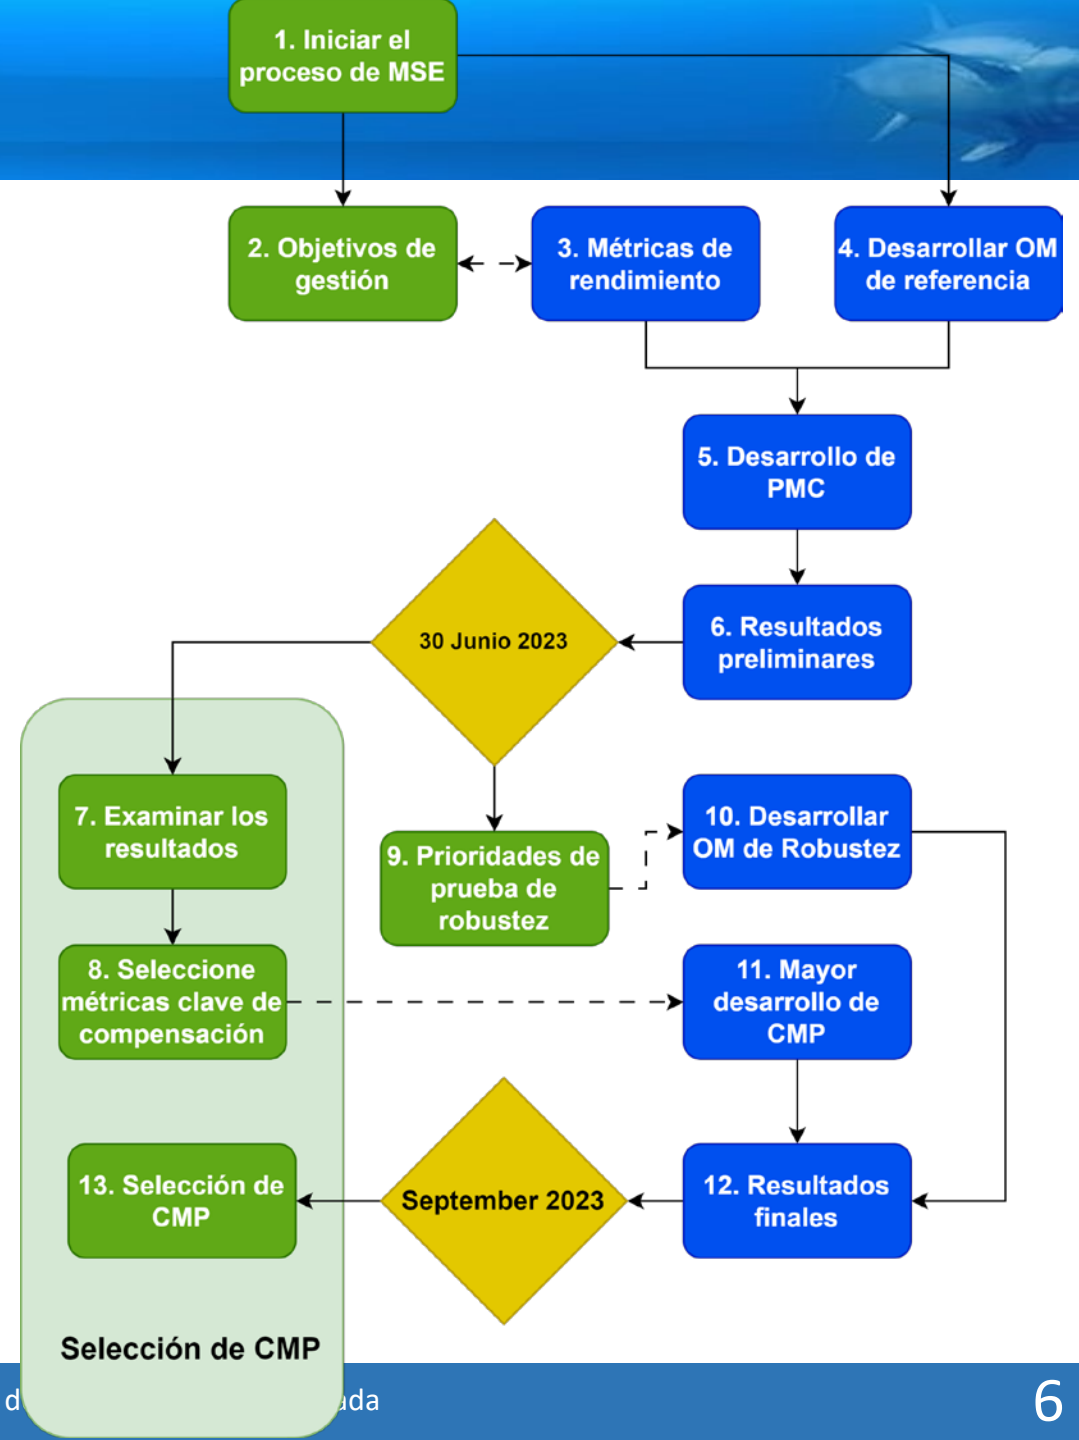 1. Iniciar el
proceso de MSE
2. Objetivos de
gestión
3. Métricas de
rendimiento
4. Desarrollar OM
de referencia
5. Desarrollo de
PMC
6. Resultados
preliminares
30 Junio 2023
7. Examinar los
resultados
9. Prioridades de
prueba de
robustez
10. Desarrollar
OM de Robustez
8. Seleccione
métricas clave de
compensación
11. Mayor
desarrollo de
CMP
13. Selección de
CMP
September 2023
12. Resultados
finales
Selección de CMP
6